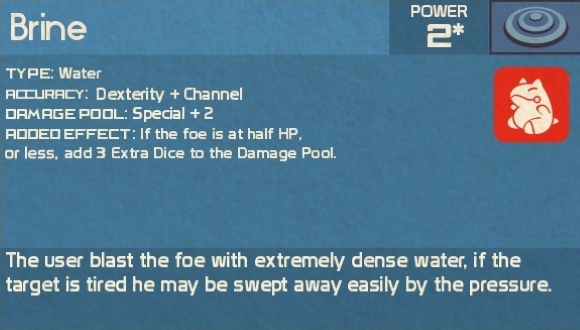 Brine
POWER
2*
TYPE: Water
ACCURACY: Dexterity + Channel
DAMAGE POOL: Special + 2
ADDED EFFECT: If the foe is at half HP,
or less, add 3 Extra Dice to the Damage Pool.
The user blast the foe with extremely dense water, if the
target is tired he may be swept away easily by the pressure.